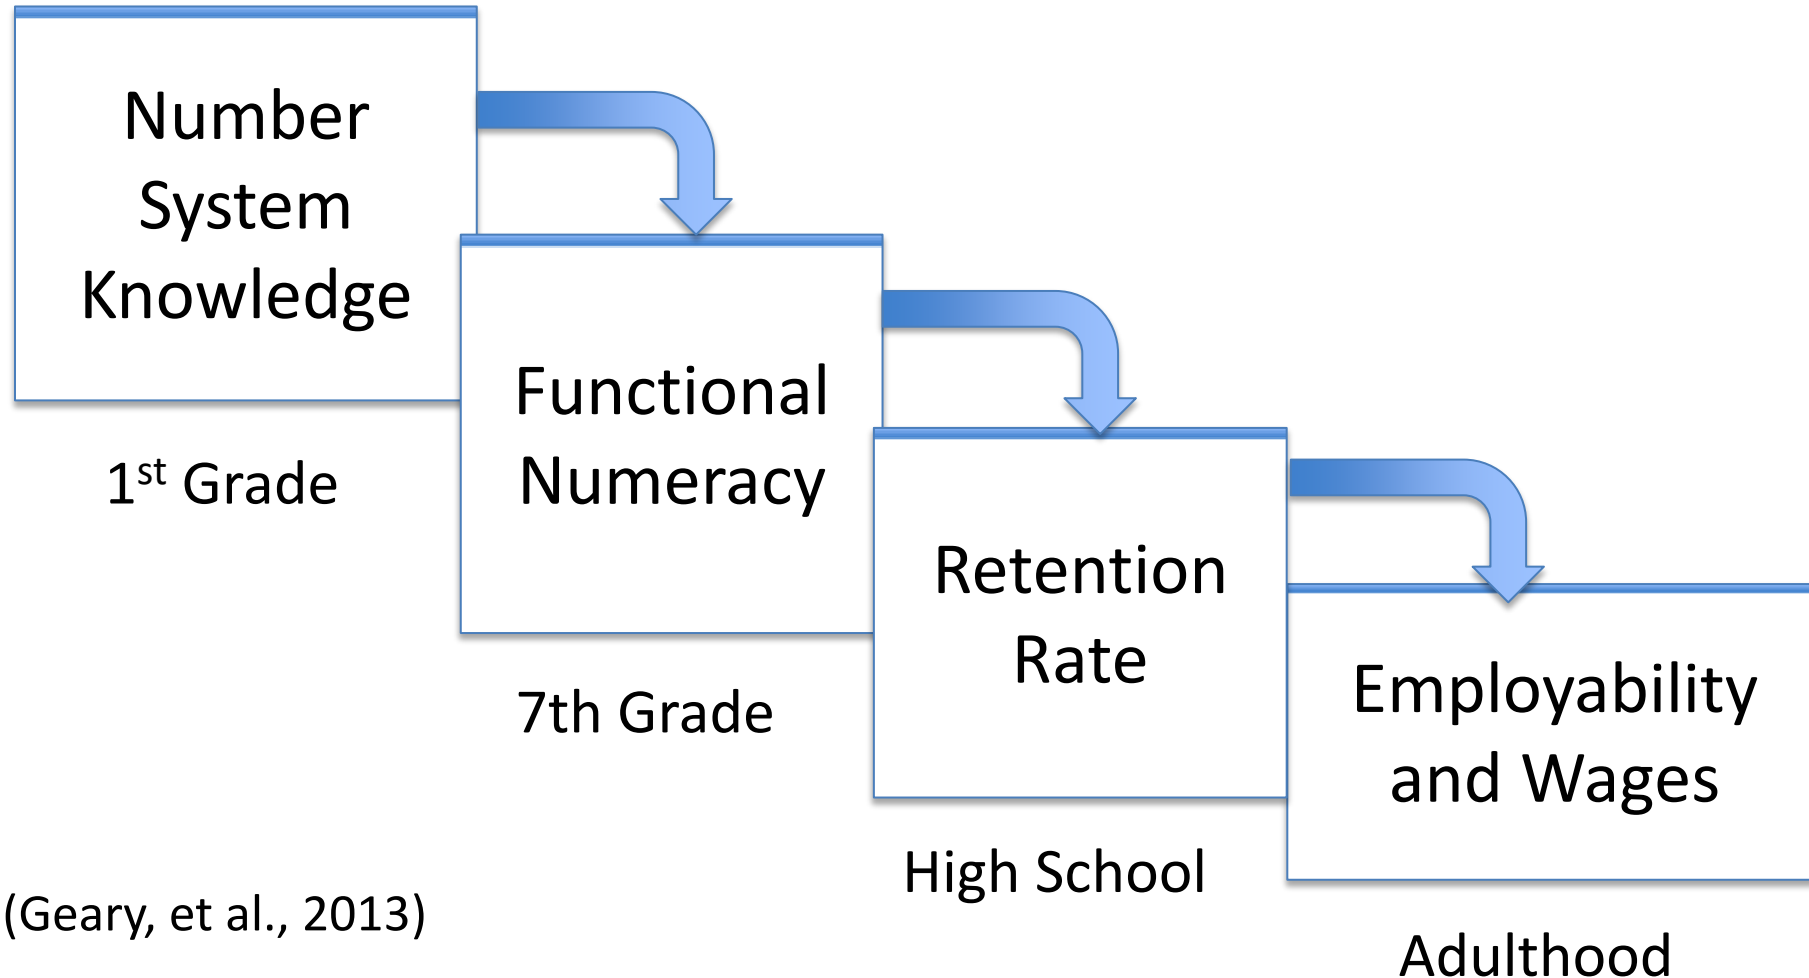 Number
System
Knowledge
1st Grade
Functional
Numeracy
7th Grade
Retention
Rate
High School
Employability
and Wages
Adulthood
(Geary, et al., 2013)